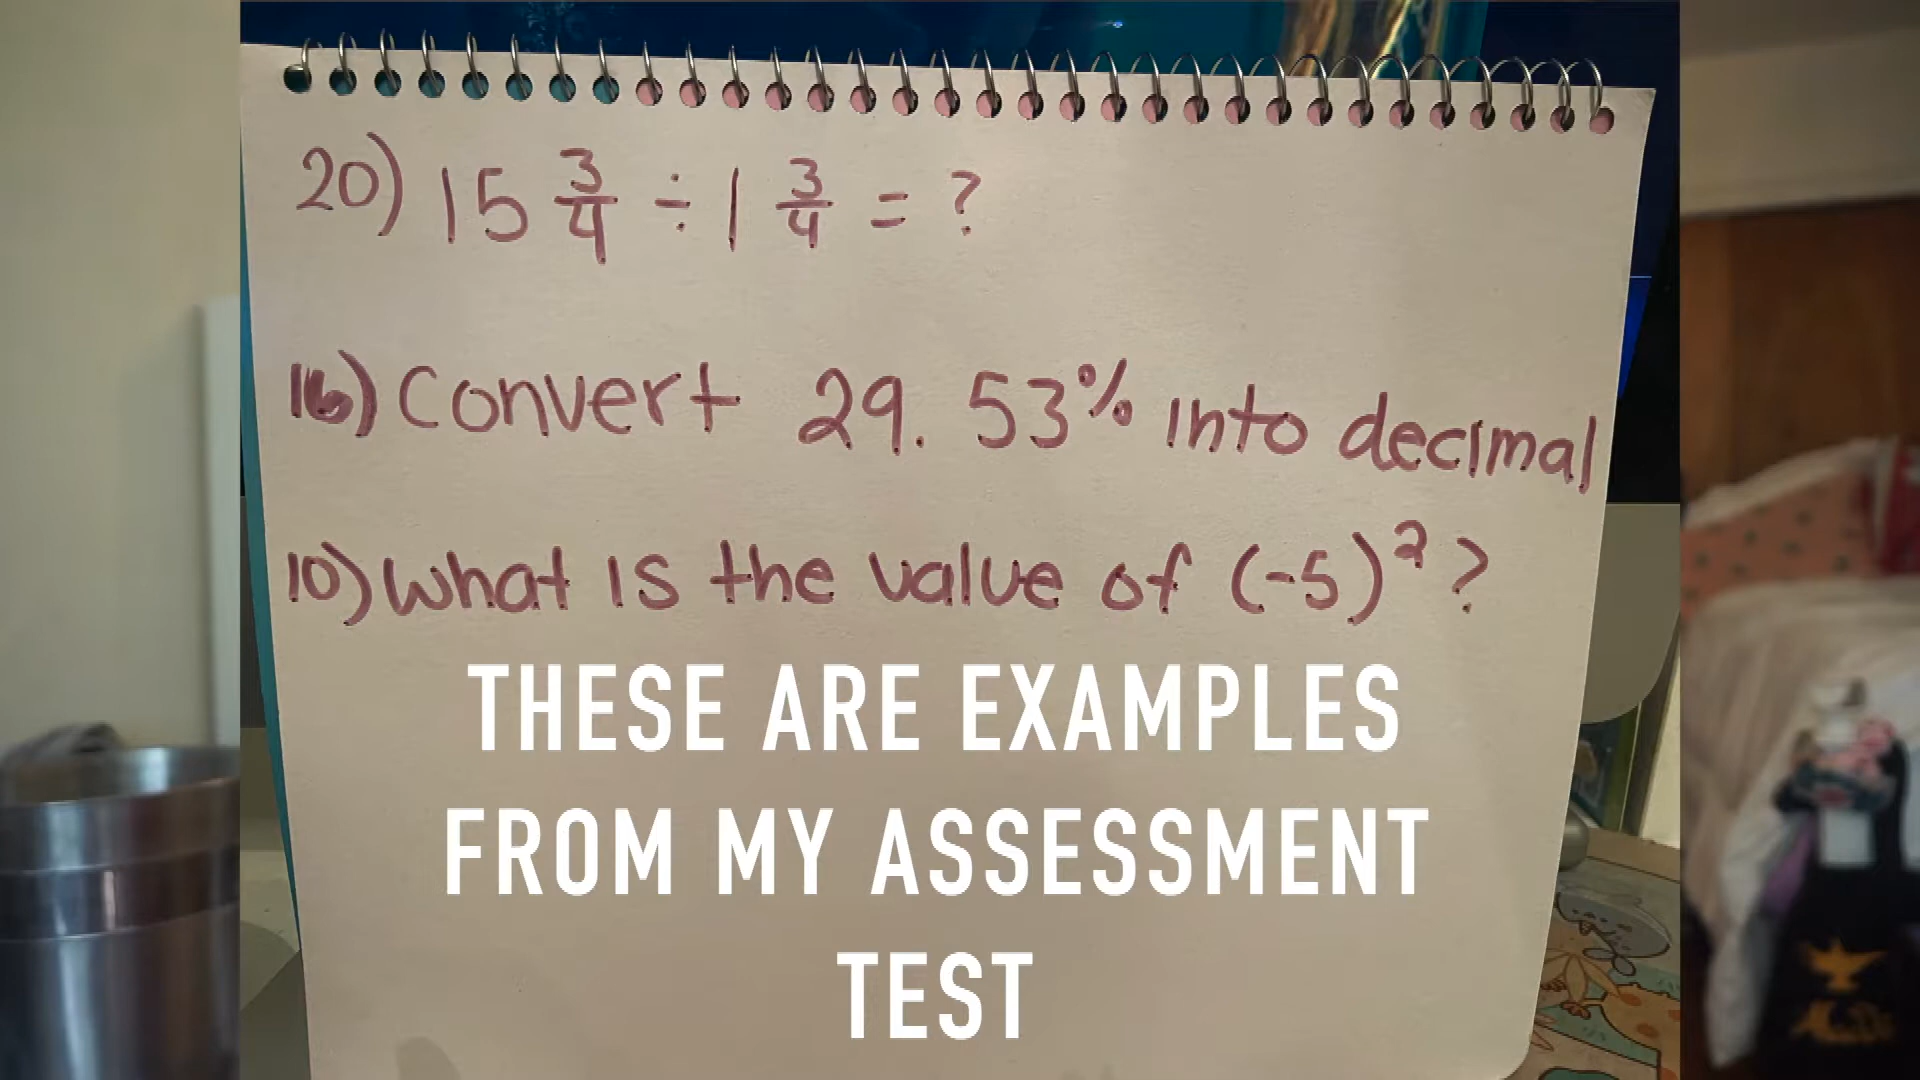 20) 15 3/4 ÷ 1 3/4 = ?
16) Convert 29.53% into decimal
10) What is the value of (-5)² ?
THESE ARE EXAMPLES
FROM MY ASSESSMENT
TEST